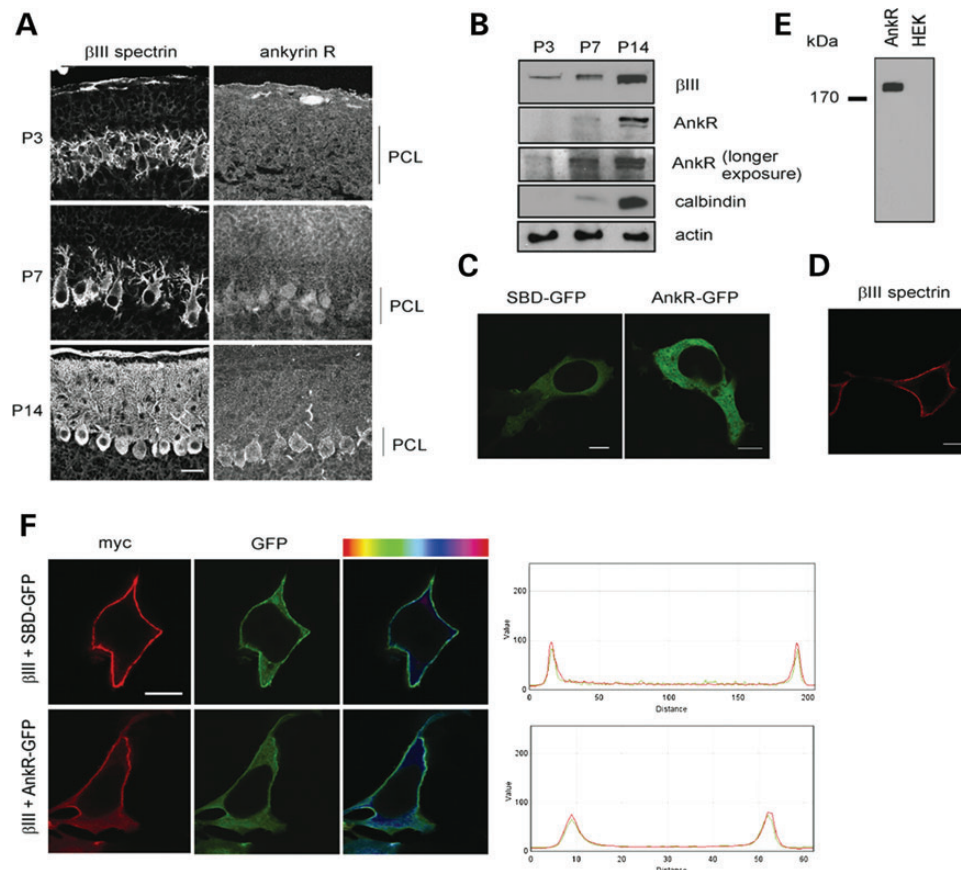 A
βIII spectrin ankyrin R
P3
PCL
P7
PCL
P14
PCL
B
P3 P7 P14
βIII
AnkR
AnkR (longer
exposure)
calbindin
actin
E
kDa
AnkR
HEK
170
C
SBD-GFP AnkR-GFP
D
βIII spectrin
F
myc GFP
βIII + SBD-GFP
βIII + AnkR-GFP
Value
200
100
0
0 50 100 150 200
Distance
Value
200
100
0
0 10 20 30 40 50 60
Distance